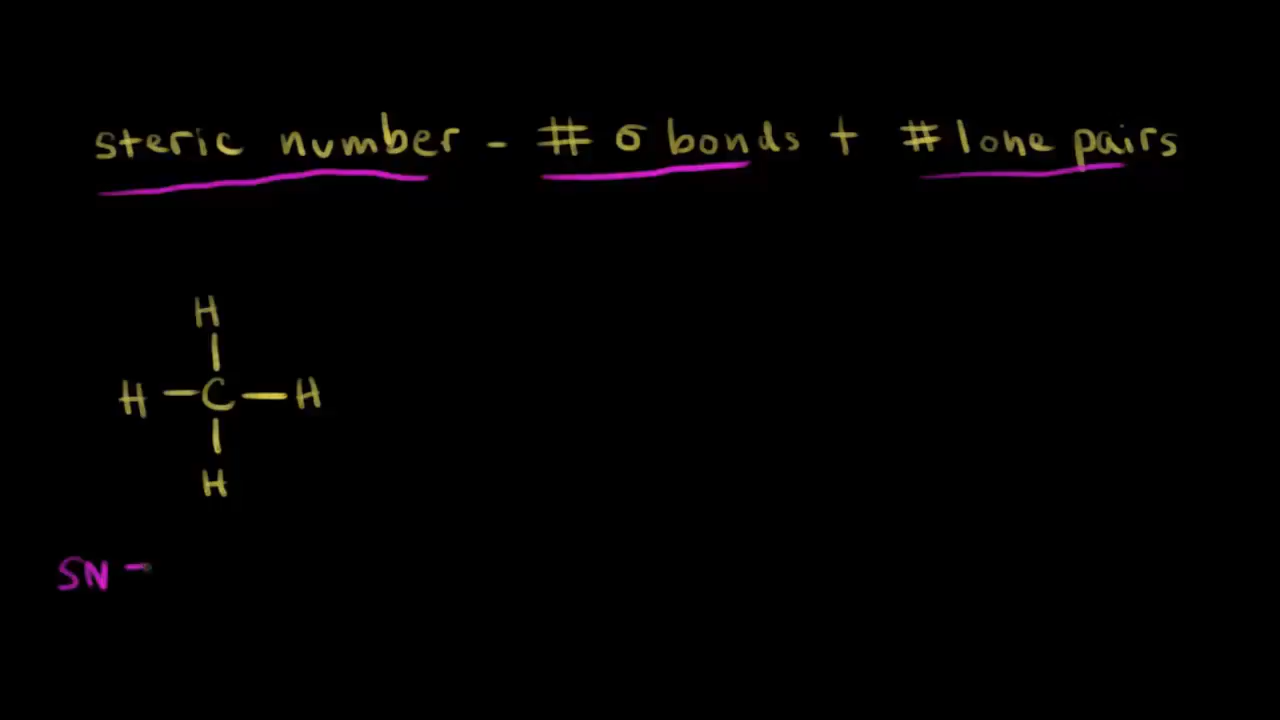 steric number - # σ bonds + # lone pairs
H
H - C - H
H
SN -